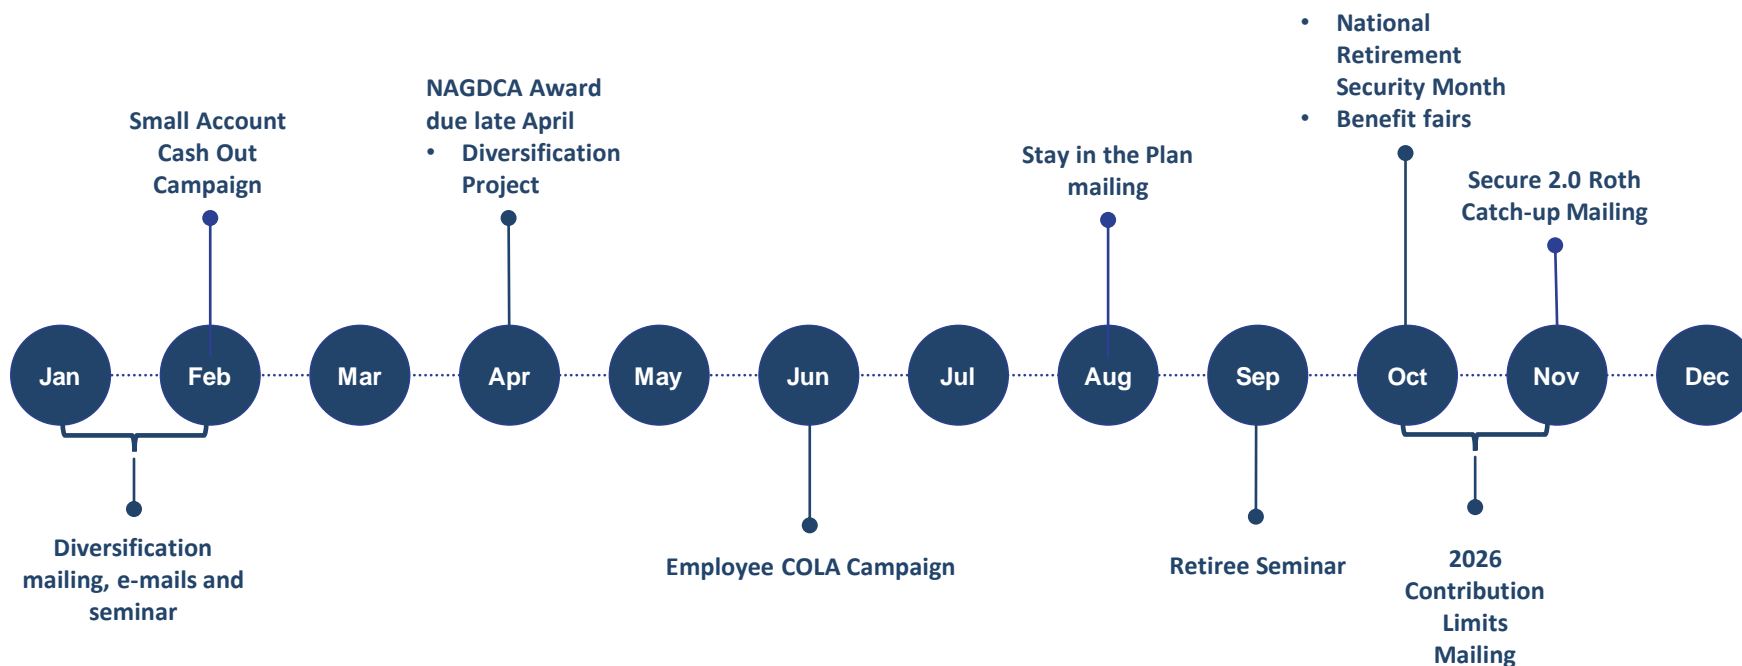 • National
Retirement
Security Month
• Benefit fairs
NAGDCA Award
due late April
• Diversification
Project
Small Account
Cash Out
Campaign
Stay in the Plan
mailing
Secure 2.0 Roth
Catch-up Mailing
Jan Feb Mar Apr May Jun Jul Aug Sep Oct Nov Dec
Diversification
mailing, e-mails and
seminar
Employee COLA Campaign
Retiree Seminar
2026
Contribution
Limits
Mailing